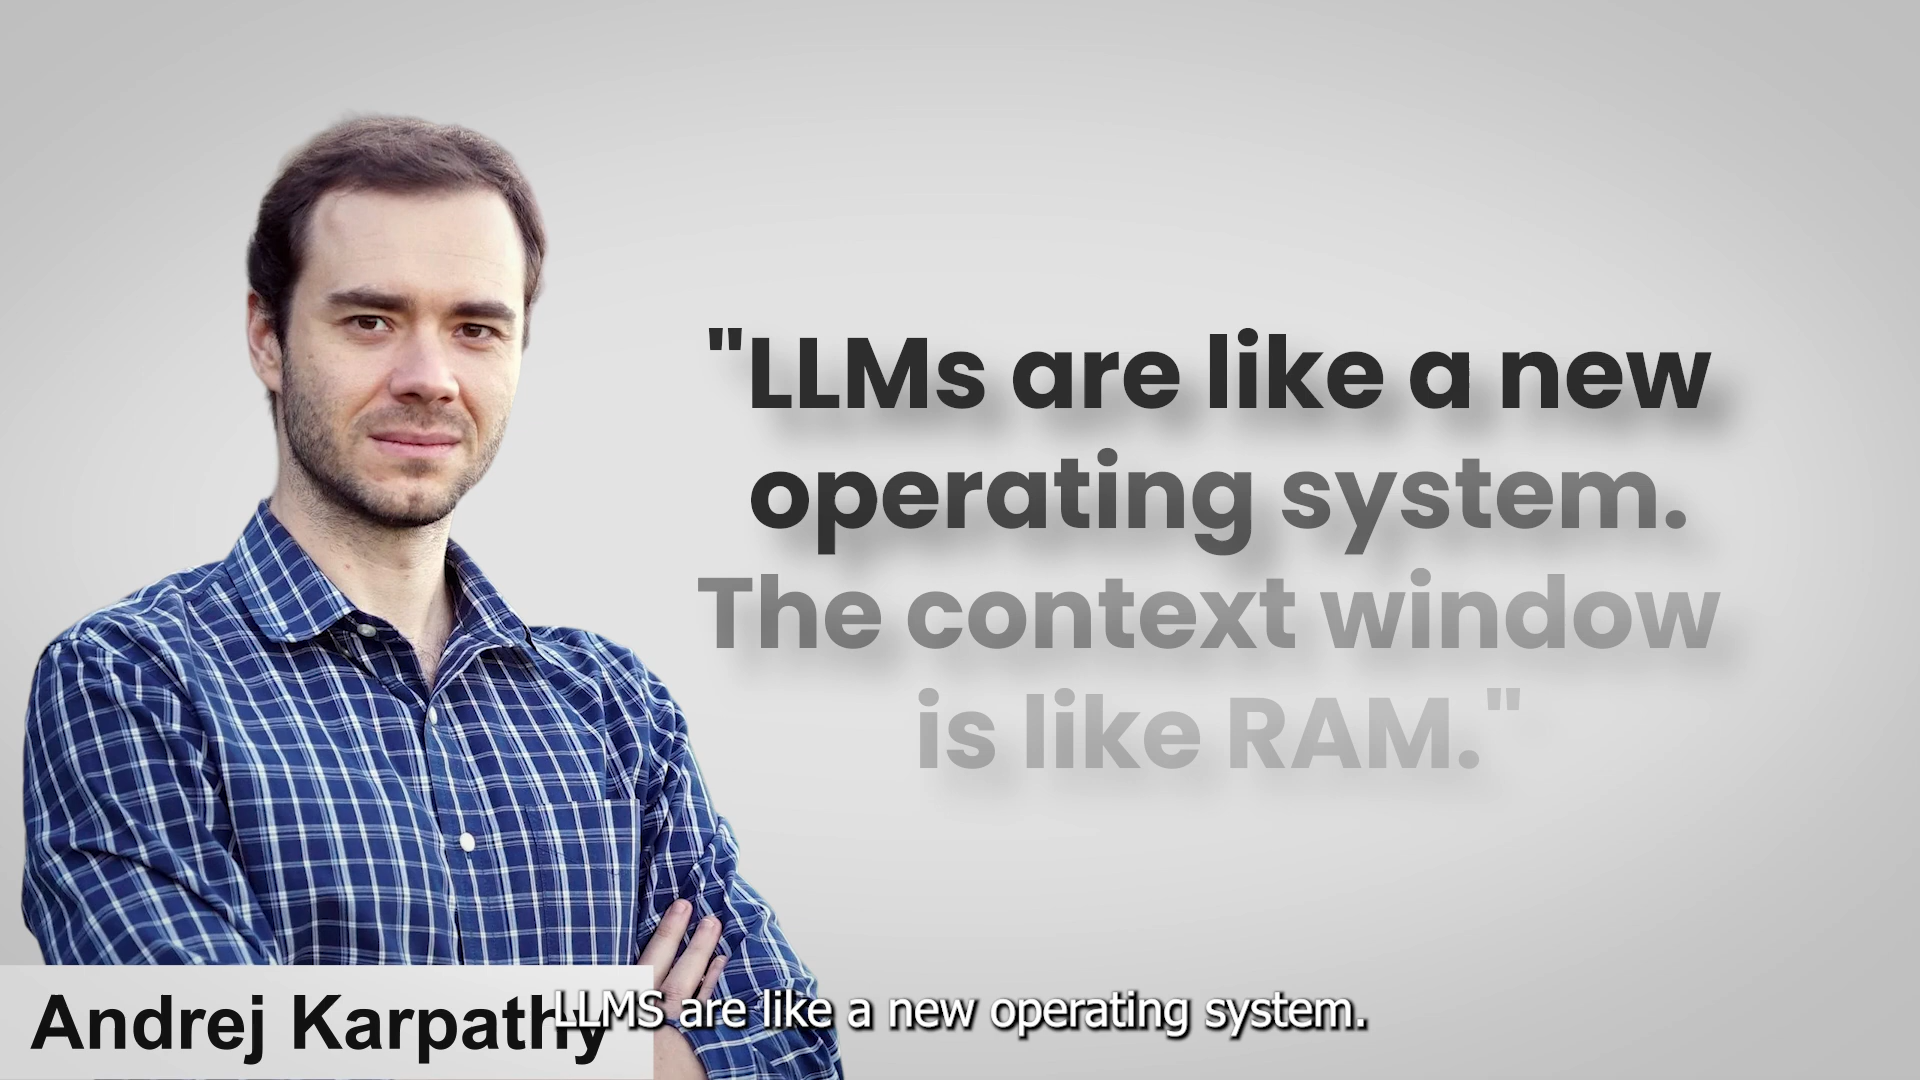 "LLMs are like a new
operating system.
The context window
is like RAM."
Andrej Karpathy
LLMS are like a new operating system.